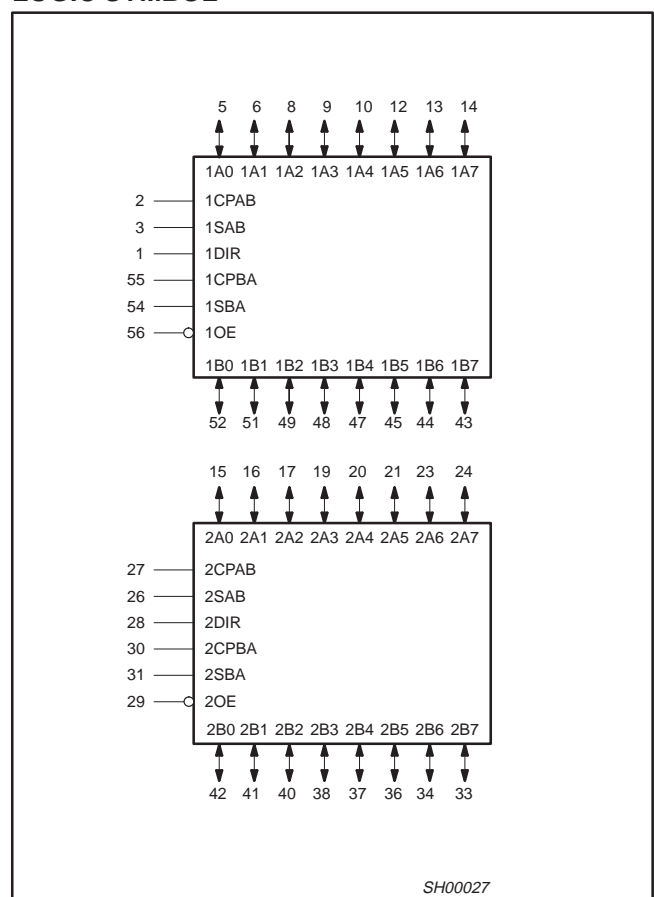 LOGIC SYMBOL
5 6 8 9 10 12 13 14
1A0 1A1 1A2 1A3 1A4 1A5 1A6 1A7
2 1CPAB
3 1SAB
1 1DIR
55 1CPBA
54 1SBA
56 1OE
1B0 1B1 1B2 1B3 1B4 1B5 1B6 1B7
52 51 49 48 47 45 44 43
15 16 17 19 20 21 23 24
2A0 2A1 2A2 2A3 2A4 2A5 2A6 2A7
27 2CPAB
26 2SAB
28 2DIR
30 2CPBA
31 2SBA
29 2OE
2B0 2B1 2B2 2B3 2B4 2B5 2B6 2B7
42 41 40 38 37 36 34 33
SH00027